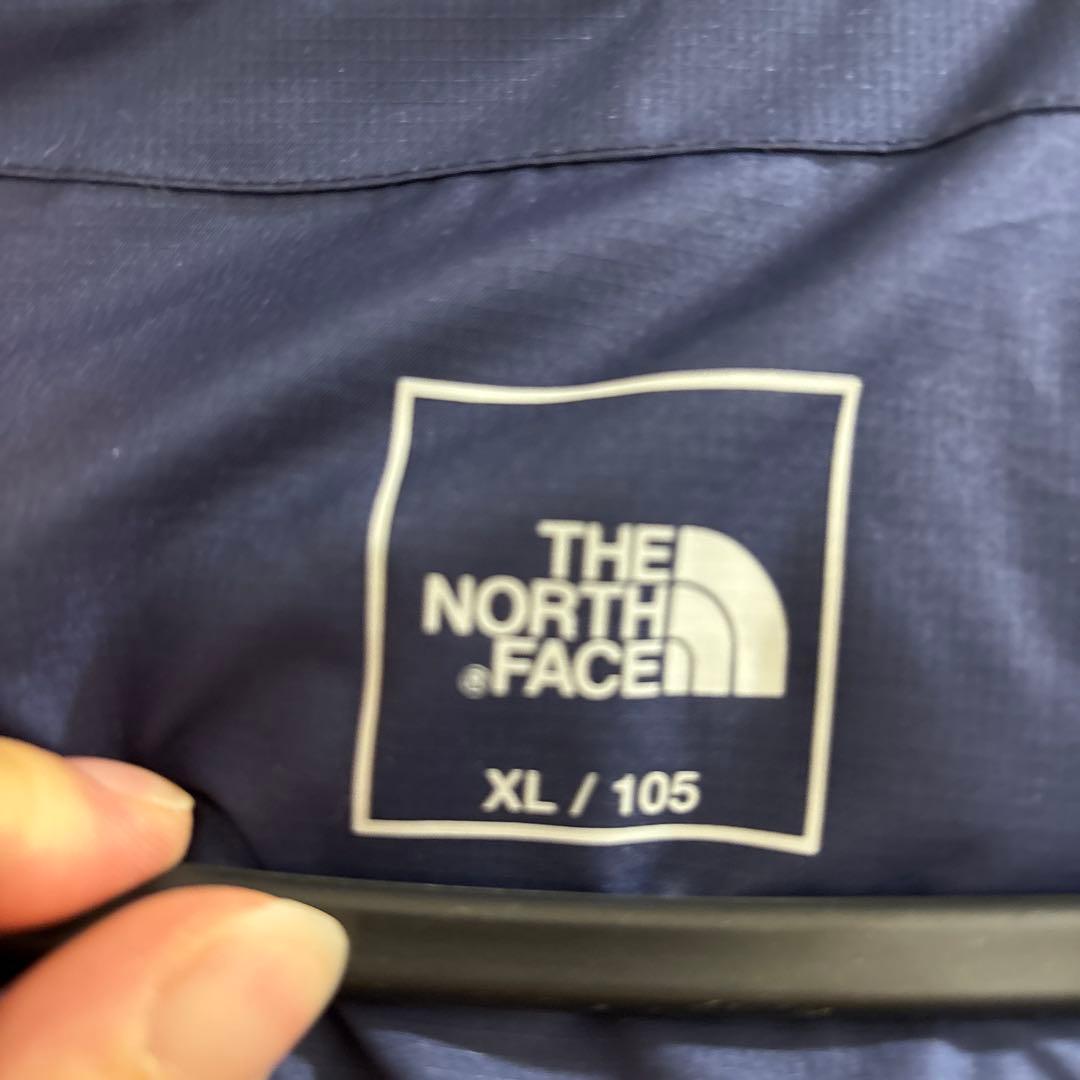 THE
NORTH
®FACE
XL / 105